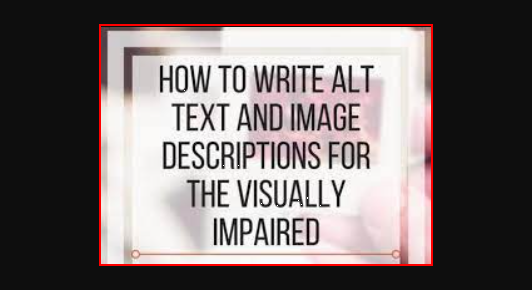 HOW TO WRITE ALT
TEXT AND IMAGE
DESCRIPTIONS FOR
THE VISUALLY
IMPAIRED